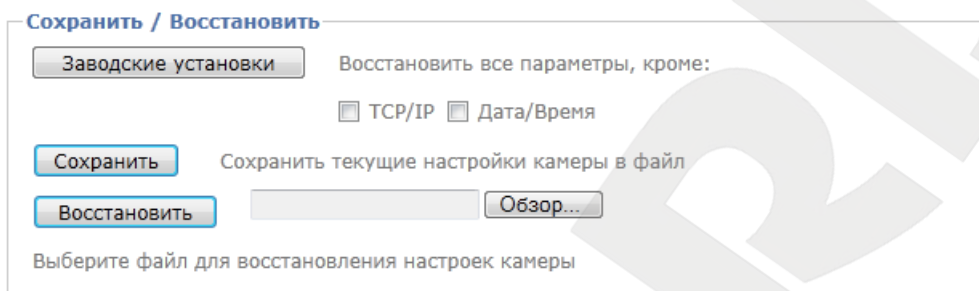 Сохранить / Восстановить
Заводские установки Восстановить все параметры, кроме:
TCP/IP Дата/Время
Сохранить Сохранить текущие настройки камеры в файл
Восстановить Обзор...
Выберите файл для восстановления настроек камеры